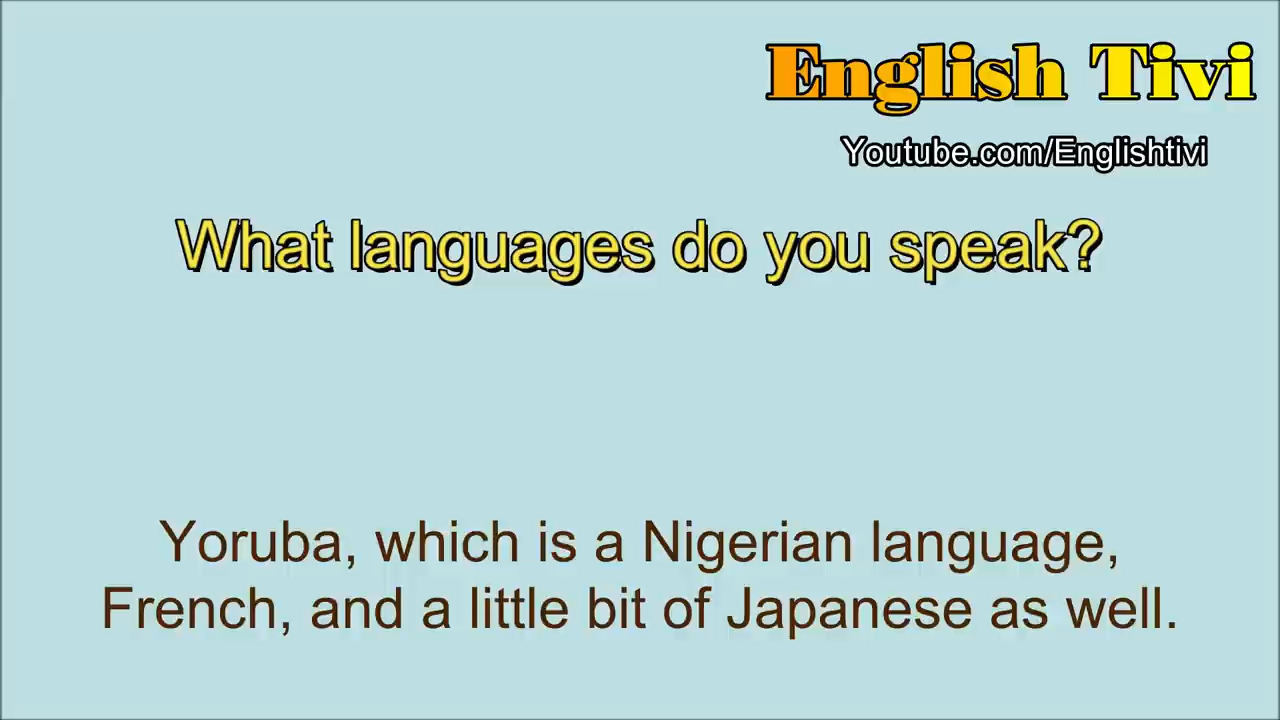 English Tivi
Youtube.com/Englishtivi
What languages do you speak?
Yoruba, which is a Nigerian language,
French, and a little bit of Japanese as well.